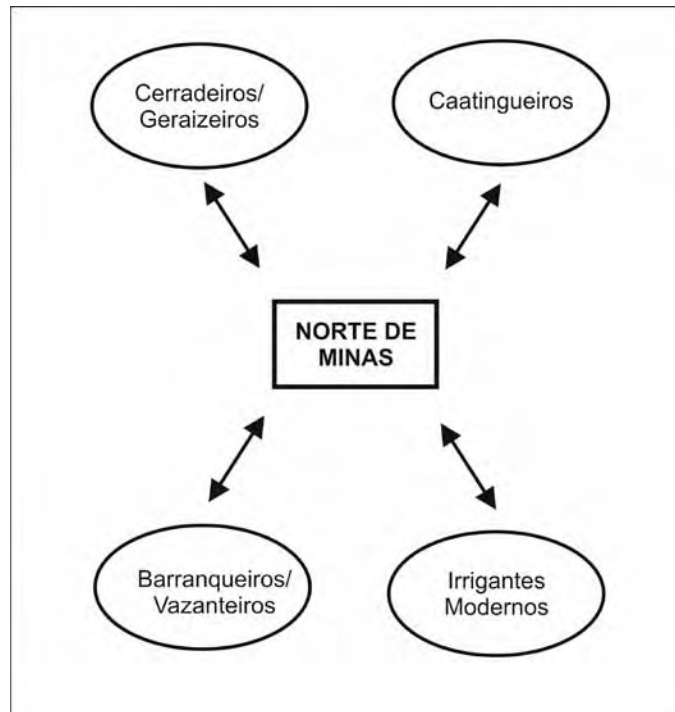 Cerradeiros/
Geraizeiros
Caatingueiros
NORTE DE
MINAS
Barranqueiros/
Vazanteiros
Irrigantes
Modernos